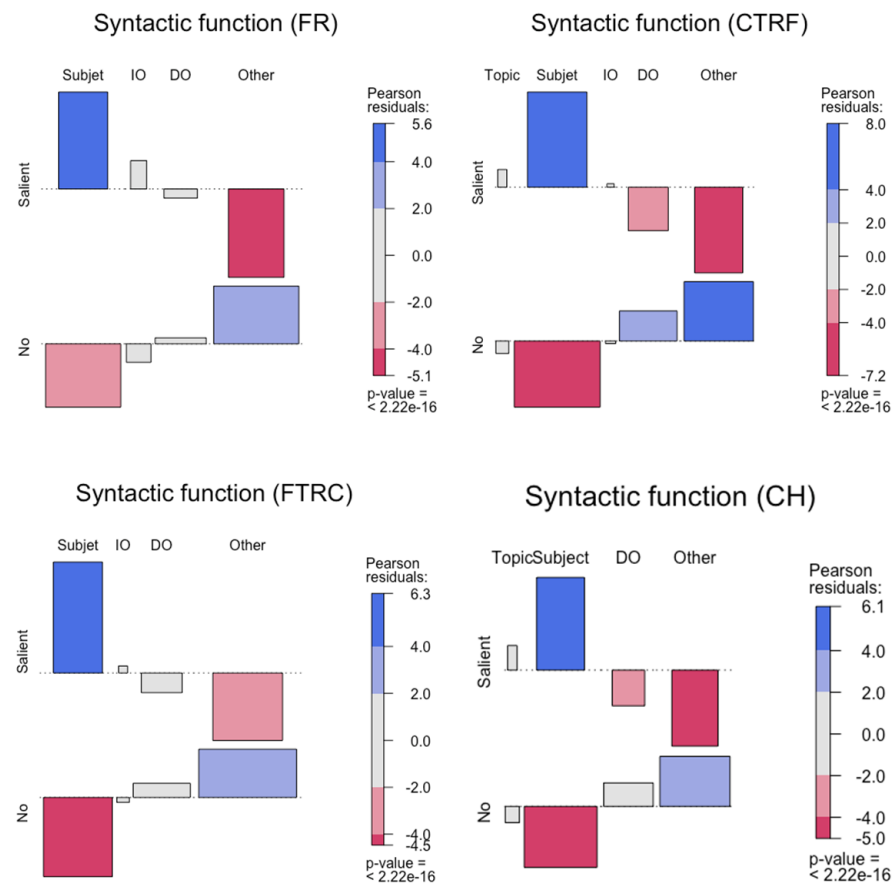 Syntactic function (FR)
Subjet IO DO Other
Salient
No
Pearson
residuals:
5.6
4.0
2.0
0.0
-2.0
-4.0
-5.1
p-value =
< 2.22e-16
Syntactic function (CTRF)
Topic Subjet IO DO Other
Salient
No
Pearson
residuals:
8.0
4.0
2.0
0.0
-2.0
-4.0
-7.2
p-value =
< 2.22e-16
Syntactic function (FTRC)
Subjet IO DO Other
Salient
No
Pearson
residuals:
6.3
4.0
2.0
0.0
-2.0
-4.0
-4.5
p-value =
< 2.22e-16
Syntactic function (CH)
TopicSubject DO Other
Salient
No
Pearson
residuals:
6.1
4.0
2.0
0.0
-2.0
-4.0
-5.0
p-value =
< 2.22e-16